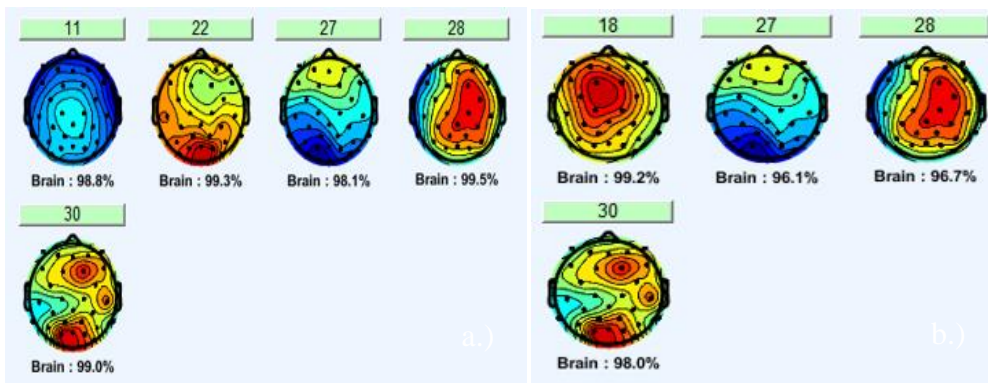 11 22 27 28
Brain : 98.8% Brain : 99.3% Brain : 98.1% Brain : 99.5%
30
Brain : 99.0%
a.)
18 27 28
Brain : 99.2% Brain : 96.1% Brain : 96.7%
30
Brain : 98.0%
b.)